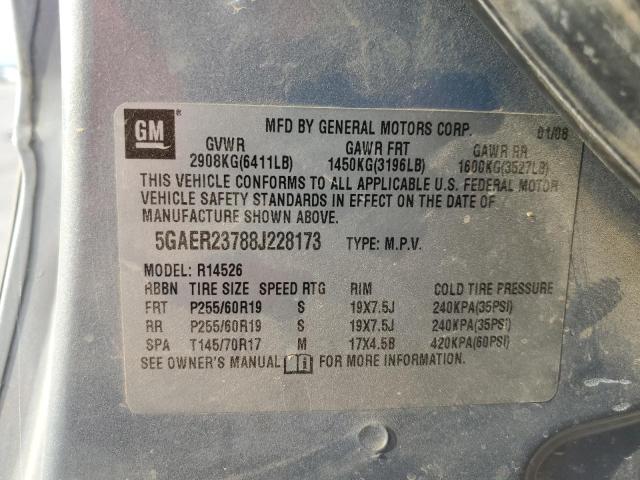 GM ®
MFD BY GENERAL MOTORS CORP. 01/08
GVWR GAWR FRT GAWR RR
2908KG(6411LB) 1450KG(3196LB) 1600KG(3527LB)
THIS VEHICLE CONFORMS TO ALL APPLICABLE U.S. FEDERAL MOTOR
VEHICLE SAFETY STANDARDS IN EFFECT ON THE DATE OF
MANUFACTURE SHOWN ABOVE.
5GAER23788J228173 TYPE: M.P.V.
MODEL: R14526
ABBN TIRE SIZE SPEED RTG RIM COLD TIRE PRESSURE
FRT P255/60R19 S 19X7.5J 240KPA(35PSI)
RR P255/60R19 S 19X7.5J 240KPA(35PSI)
SPA T145/70R17 M 17X4.5B 420KPA(60PSI)
SEE OWNER'S MANUAL FOR MORE INFORMATION.